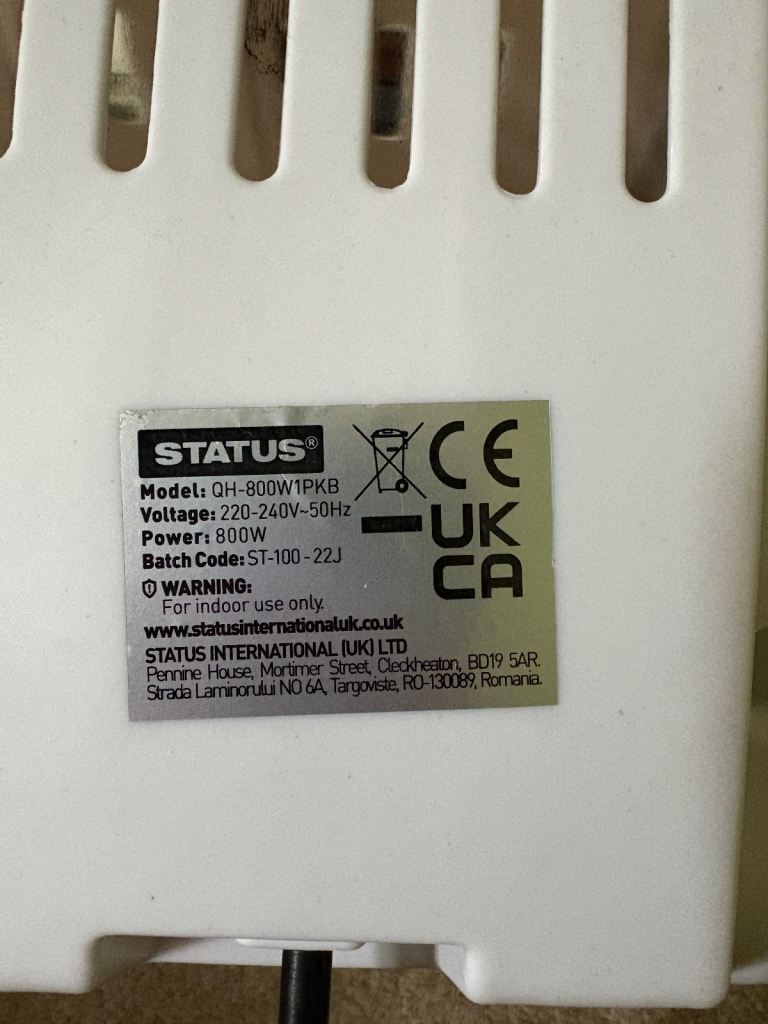 STATUS®
Model: QH-800W1PKB
Voltage: 220-240V~50Hz
Power: 800W
Batch Code: ST-100-22J
WARNING:
For indoor use only.
www.statusinternationaluk.co.uk
STATUS INTERNATIONAL (UK) LTD
Pennine House, Mortimer Street, Cleckheaton, BD19 5AR.
Strada Laminorului NO 6A, Targoviste, RO-130089, Romania.
CE
UK
CA